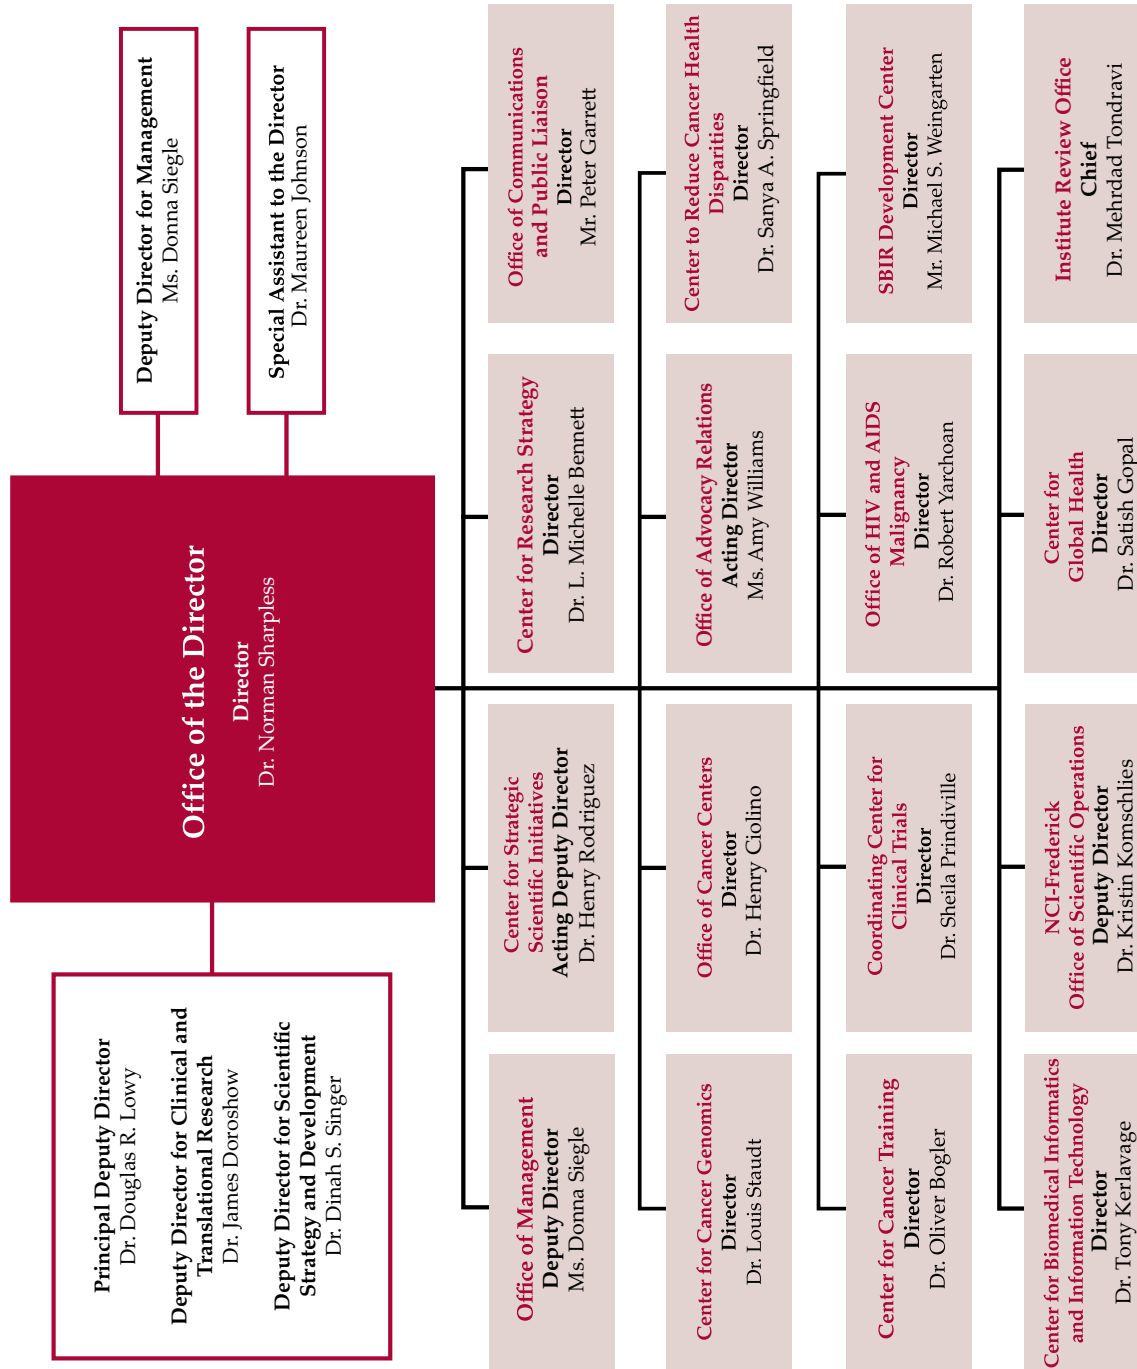 Office of the Director
Director
Dr. Norman Sharpless
Principal Deputy Director
Dr. Douglas R. Lowy
Deputy Director for Clinical and
Translational Research
Dr. James Doroshow
Deputy Director for Scientific
Strategy and Development
Dr. Dinah S. Singer
Deputy Director for Management
Ms. Donna Siegle
Special Assistant to the Director
Dr. Maureen Johnson
Office of Management
Deputy Director
Ms. Donna Siegle
Center for Strategic
Scientific Initiatives
Acting Deputy Director
Dr. Henry Rodriguez
Center for Research Strategy
Director
Dr. L. Michelle Bennett
Office of Communications
and Public Liaison
Director
Mr. Peter Garrett
Center for Cancer Genomics
Director
Dr. Louis Staudt
Office of Cancer Centers
Director
Dr. Henry Ciolino
Office of Advocacy Relations
Acting Director
Ms. Amy Williams
Center to Reduce Cancer Health
Disparities
Director
Dr. Sanya A. Springfield
Center for Cancer Training
Director
Dr. Oliver Bogler
Coordinating Center for
Clinical Trials
Director
Dr. Sheila Prindiville
Office of HIV and AIDS
Malignancy
Director
Dr. Robert Yarchoan
SBIR Development Center
Director
Mr. Michael S. Weingarten
Center for Biomedical Informatics
and Information Technology
Director
Dr. Tony Kerlavage
NCI-Frederick
Office of Scientific Operations
Deputy Director
Dr. Kristin Komschlies
Center for
Global Health
Director
Dr. Satish Gopal
Institute Review Office
Chief
Dr. Mehrdad Tondravi